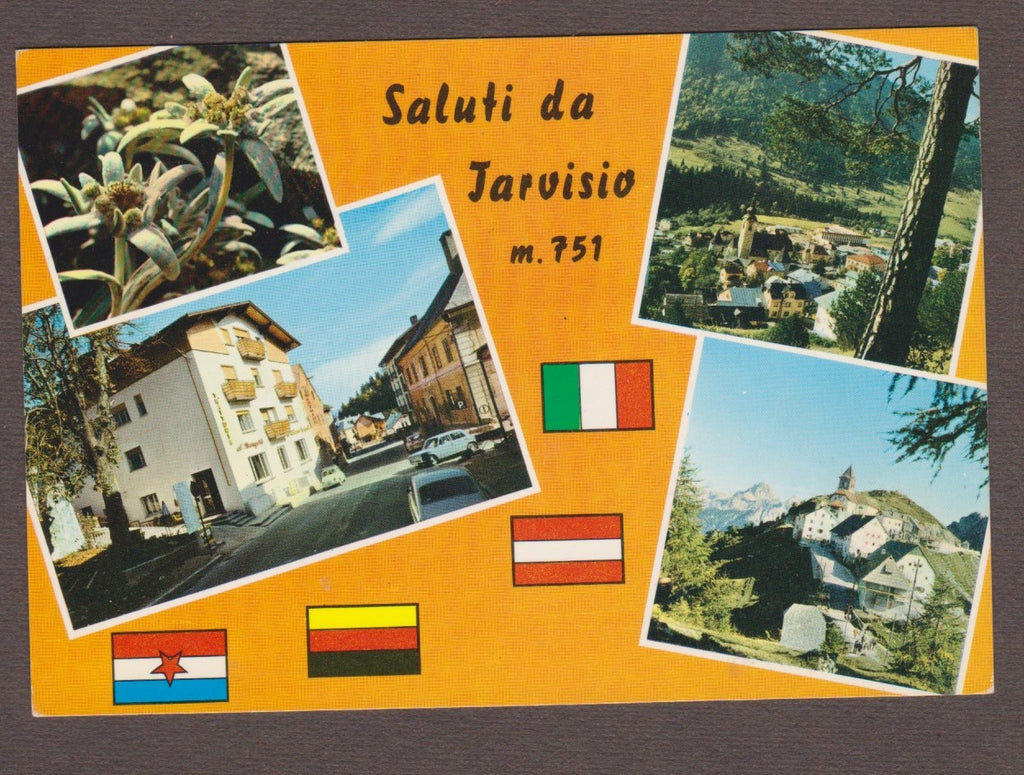 Saluti da
Tarvisio
m. 751
P